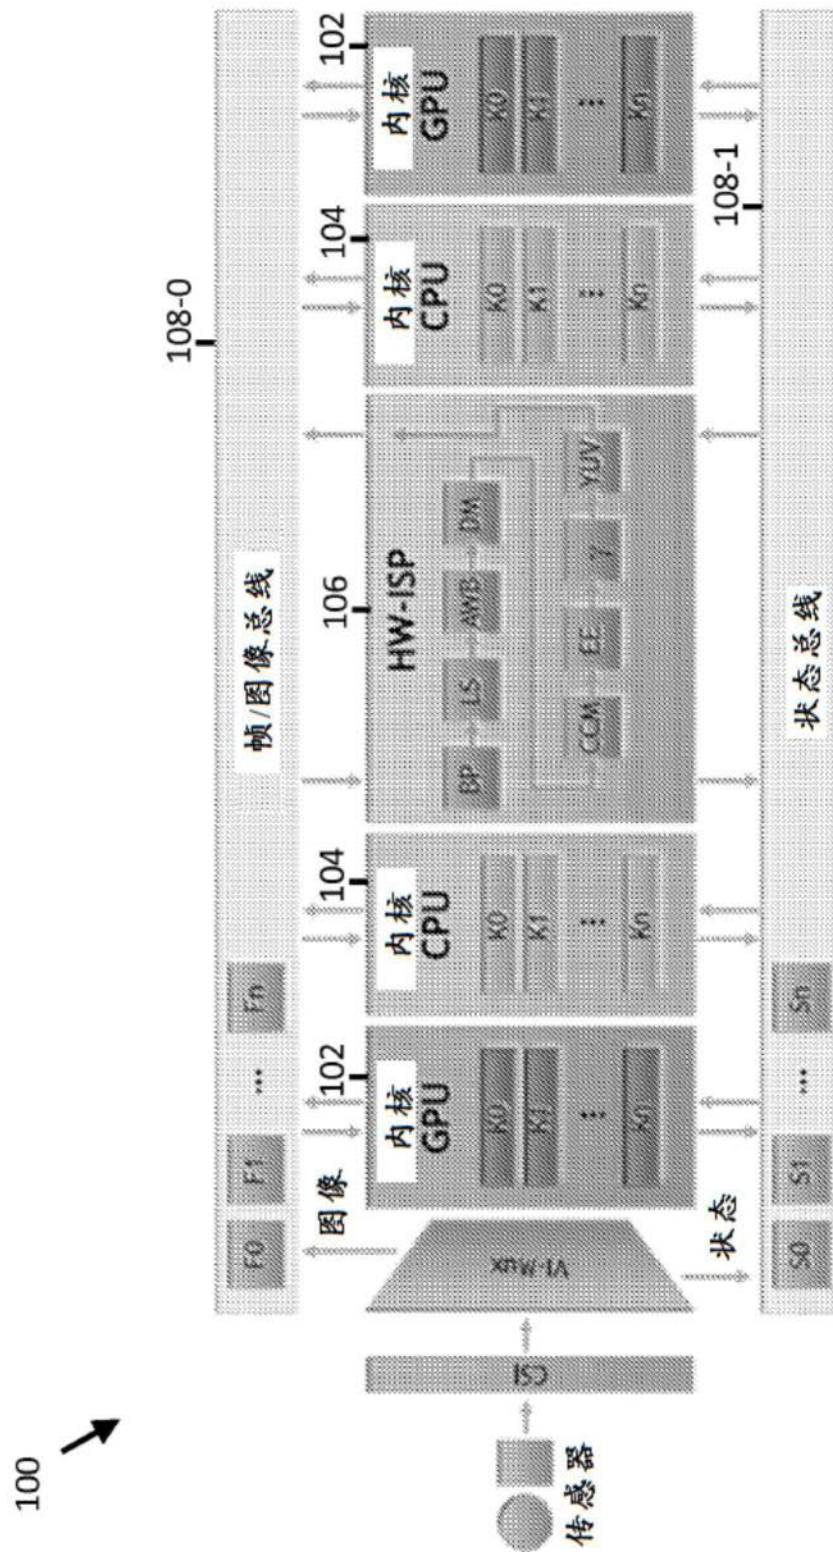 100
108-0
帧/图像总线
F0 F1 ... Fn
图像
传感器
CSI
VI-Mux
102
内核
GPU
K0
K1
⋮
Kn
104
内核
CPU
K0
K1
⋮
Kn
106
HW-ISP
BP LS AWB DM
CCM EE γ YUV
104
内核
CPU
K0
K1
⋮
Kn
102
内核
GPU
K0
K1
⋮
Kn
108-1
状态
状态总线
S0 S1 ... Sn